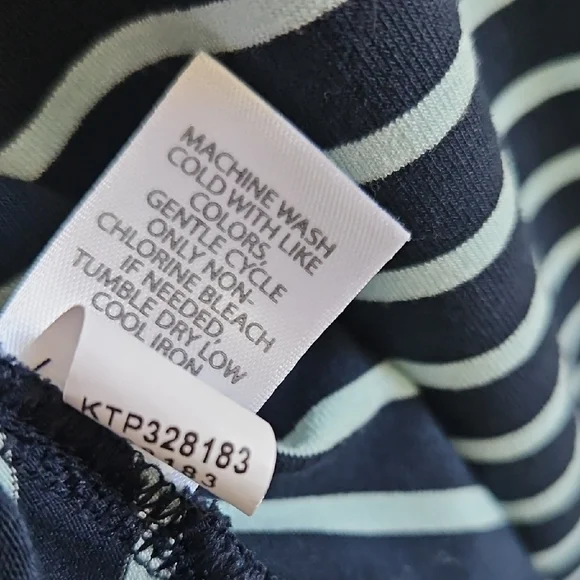 MACHINE WASH
COLD WITH LIKE
COLORS,
GENTLE CYCLE
ONLY NON-
CHLORINE BLEACH
IF NEEDED,
TUMBLE DRY LOW
COOL IRON
KTP328183